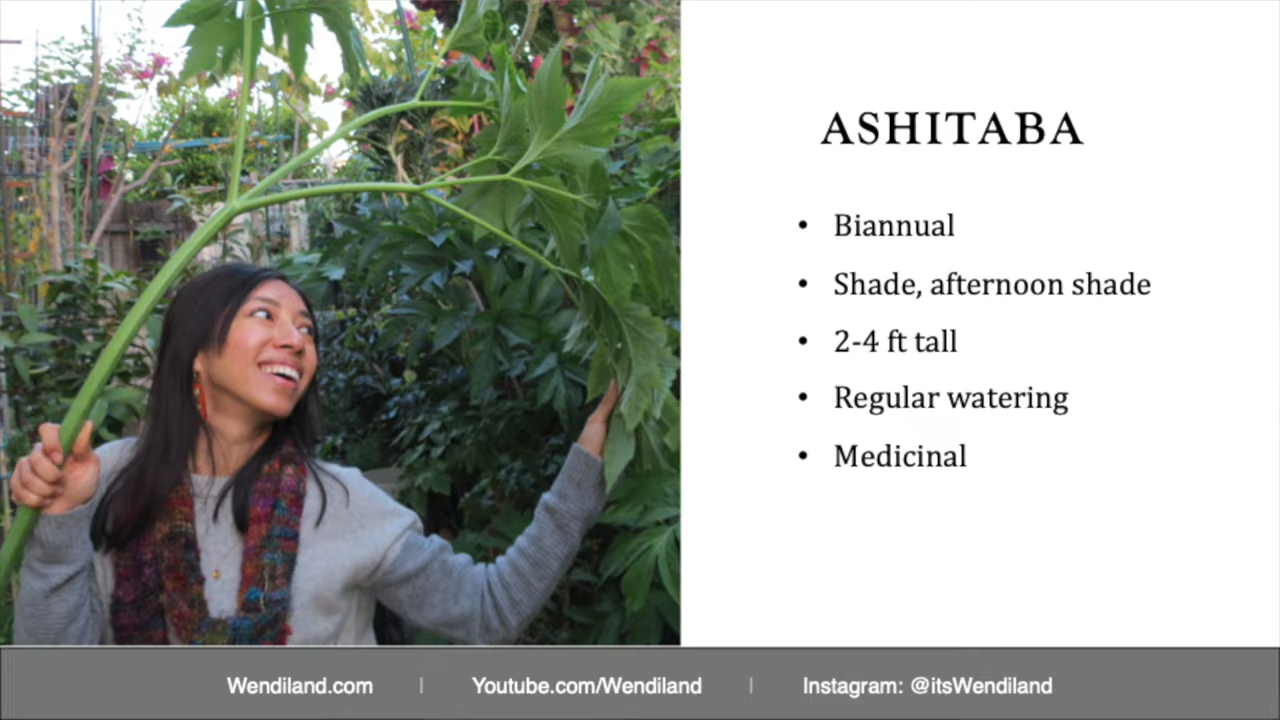 ASHITABA
• Biannual
• Shade, afternoon shade
• 2-4 ft tall
• Regular watering
• Medicinal
Wendiland.com | Youtube.com/Wendiland | Instagram: @itsWendiland